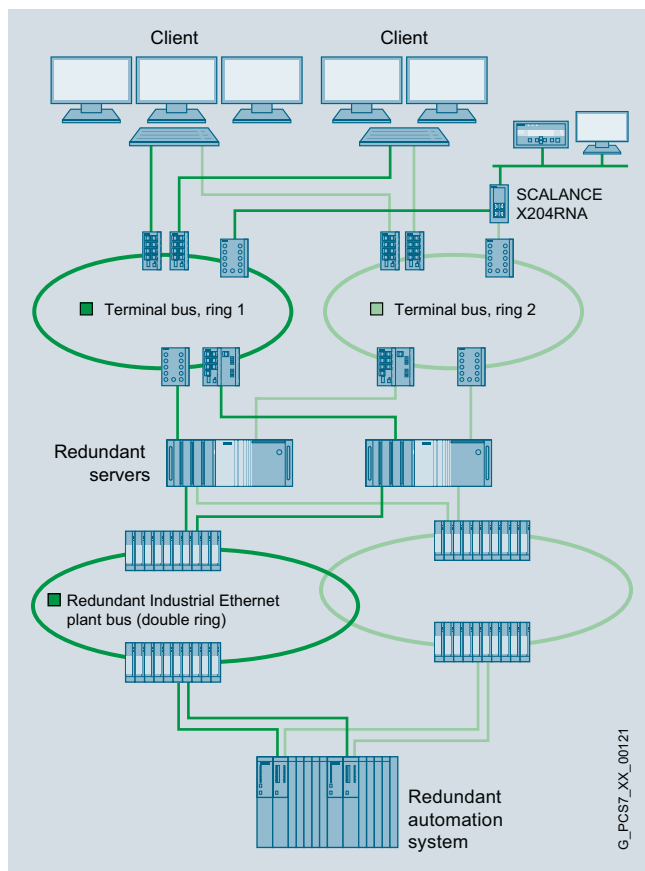 Client
Client
SCALANCE
X204RNA
Terminal bus, ring 1
Terminal bus, ring 2
Redundant
servers
Redundant Industrial Ethernet
plant bus (double ring)
Redundant
automation
system
G_PCS7_XX_00121